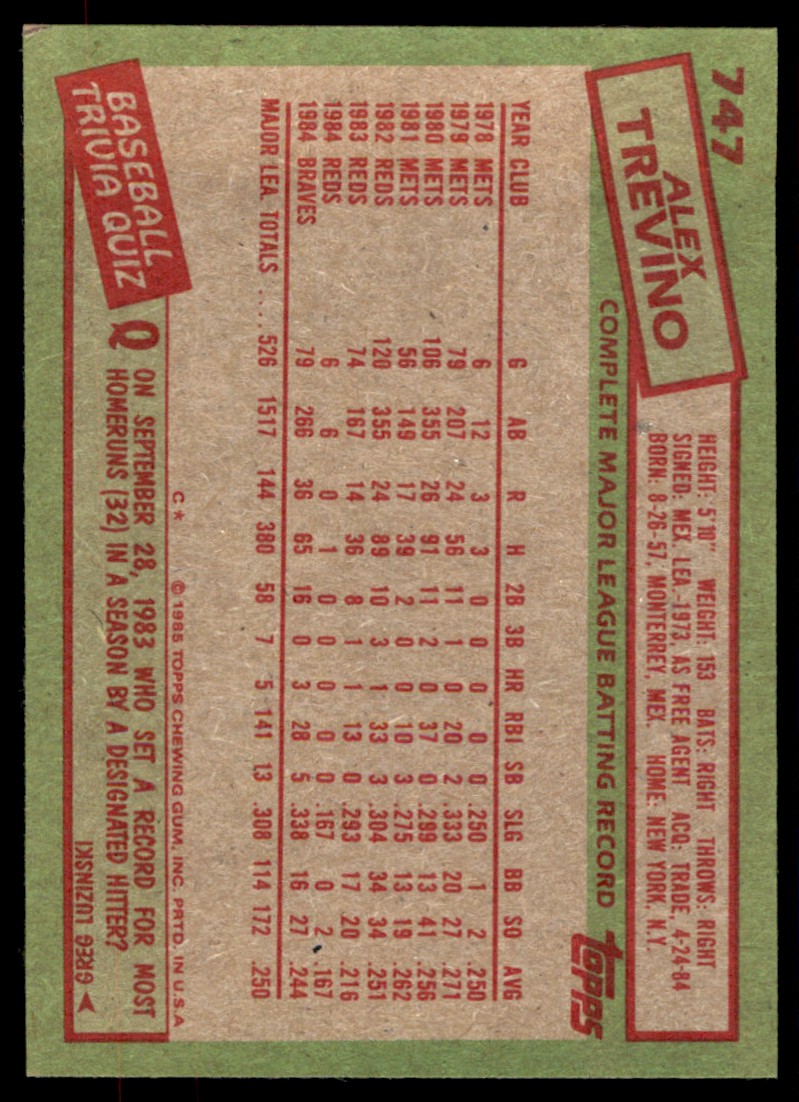 747
ALEX
TREVINO
HEIGHT: 5'10" WEIGHT: 153 BATS: RIGHT THROWS: RIGHT
SIGNED: MEX. LEA.-1973, AS FREE AGENT ACQ: TRADE, 4-24-84
BORN: 8-26-57, MONTERREY, MEX. HOME: NEW YORK, N.Y.
COMPLETE MAJOR LEAGUE BATTING RECORD
topps
YEAR CLUB G AB R H 2B 3B HR RBI SB SLG BB SO AVG
1978 METS 6 12 3 3 0 0 0 0 0 .250 1 2 .250
1979 METS 79 207 24 56 11 1 0 20 2 .333 20 27 .271
1980 METS 106 355 26 91 11 2 0 37 0 .299 13 41 .256
1981 METS 56 149 17 39 2 0 0 10 3 .275 13 19 .262
1982 REDS 120 355 24 89 10 3 1 33 3 .304 34 34 .251
1983 REDS 74 167 14 36 8 1 1 13 0 .293 17 20 .216
1984 REDS 6 6 0 1 0 0 0 0 0 .167 0 2 .167
1984 BRAVES 79 266 36 65 16 0 3 28 5 .338 16 27 .244
MAJOR LEA. TOTALS .... 526 1517 144 380 58 7 5 141 13 .308 114 172 .250
C* © 1985 TOPPS CHEWING GUM, INC. PRTD. IN U.S.A
BASEBALL
TRIVIA QUIZ
Q ON SEPTEMBER 28, 1983 WHO SET A RECORD FOR MOST
HOMERUNS (32) IN A SEASON BY A DESIGNATED HITTER?
GREG LUZINSKI